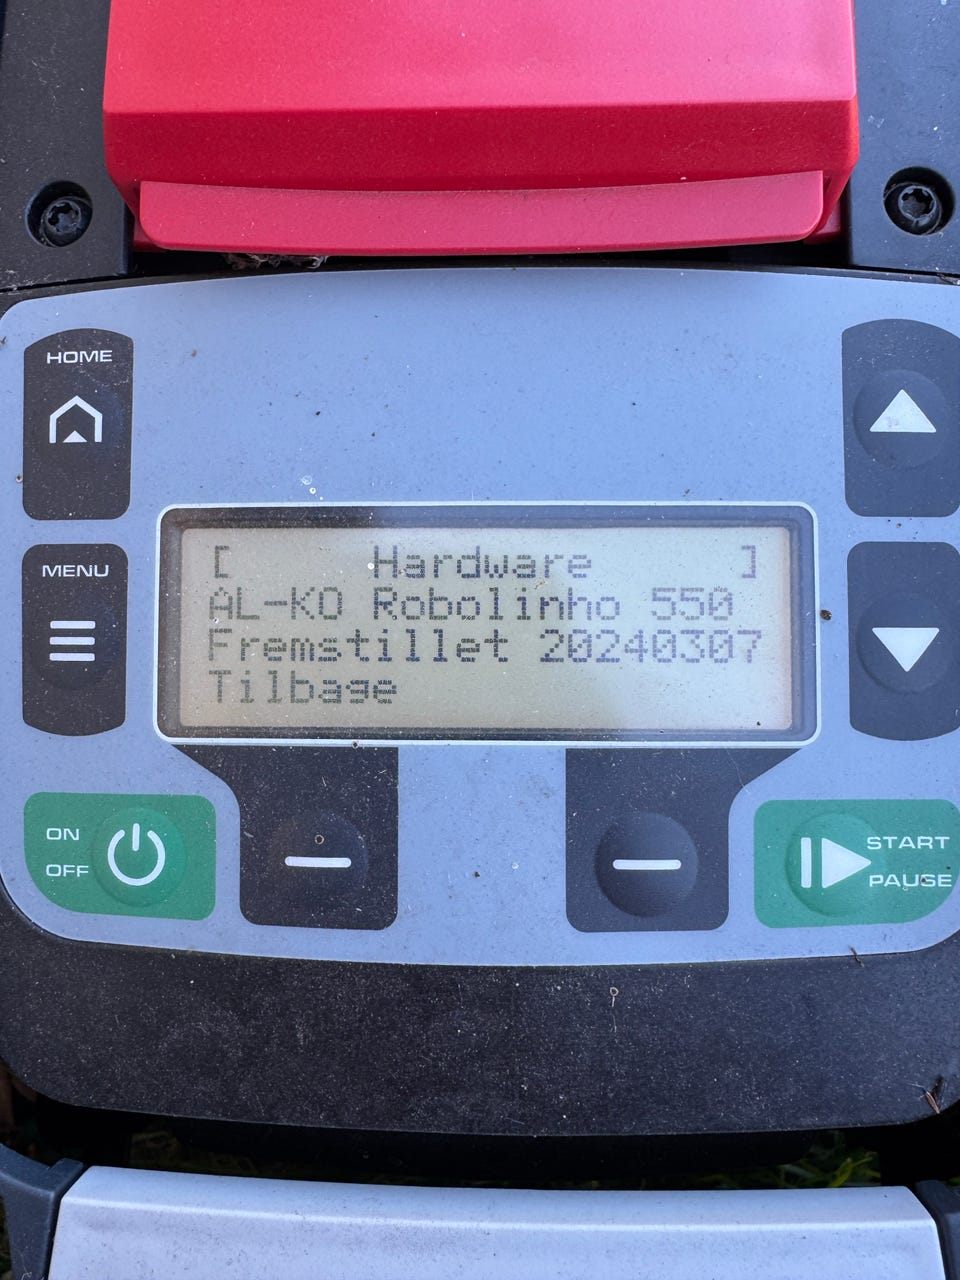 HOME
MENU
[ Hardware ]
AL-KO Robolinho 550
Fremstillet 20240307
Tilbage
ON
OFF
START
PAUSE